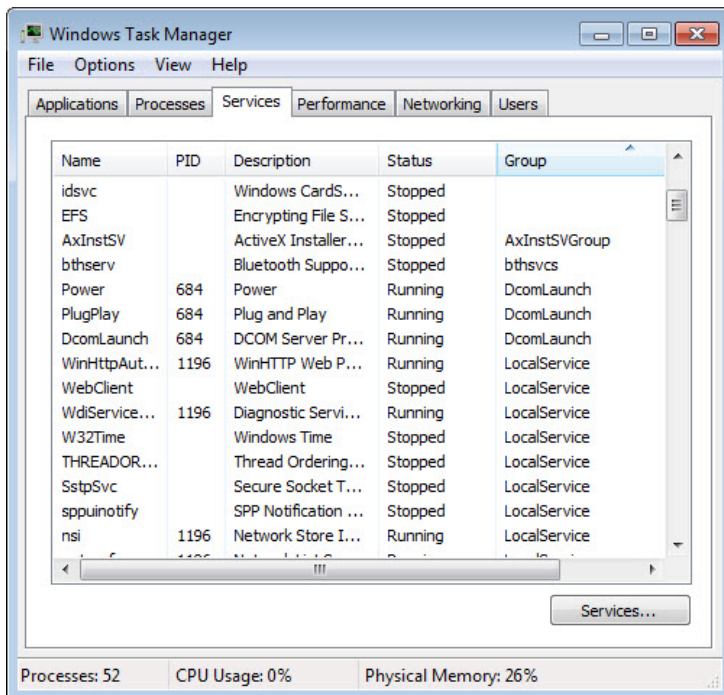 Windows Task Manager
File Options View Help
Applications Processes Services Performance Networking Users
Name PID Description Status Group
idsvc Windows CardS... Stopped
EFS Encrypting File S... Stopped
AxInstSV ActiveX Installer... Stopped AxInstSVGroup
bthserv Bluetooth Suppo... Stopped bthsvcs
Power 684 Power Running DcomLaunch
PlugPlay 684 Plug and Play Running DcomLaunch
DcomLaunch 684 DCOM Server Pr... Running DcomLaunch
WinHttpAut... 1196 WinHTTP Web P... Running LocalService
WebClient WebClient Stopped LocalService
WdiService... 1196 Diagnostic Servi... Running LocalService
W32Time Windows Time Stopped LocalService
THREADOR... Thread Ordering... Stopped LocalService
SstpSvc Secure Socket T... Stopped LocalService
sppuinotify SPP Notification ... Stopped LocalService
nsi 1196 Network Store I... Running LocalService
Services...
Processes: 52 CPU Usage: 0% Physical Memory: 26%